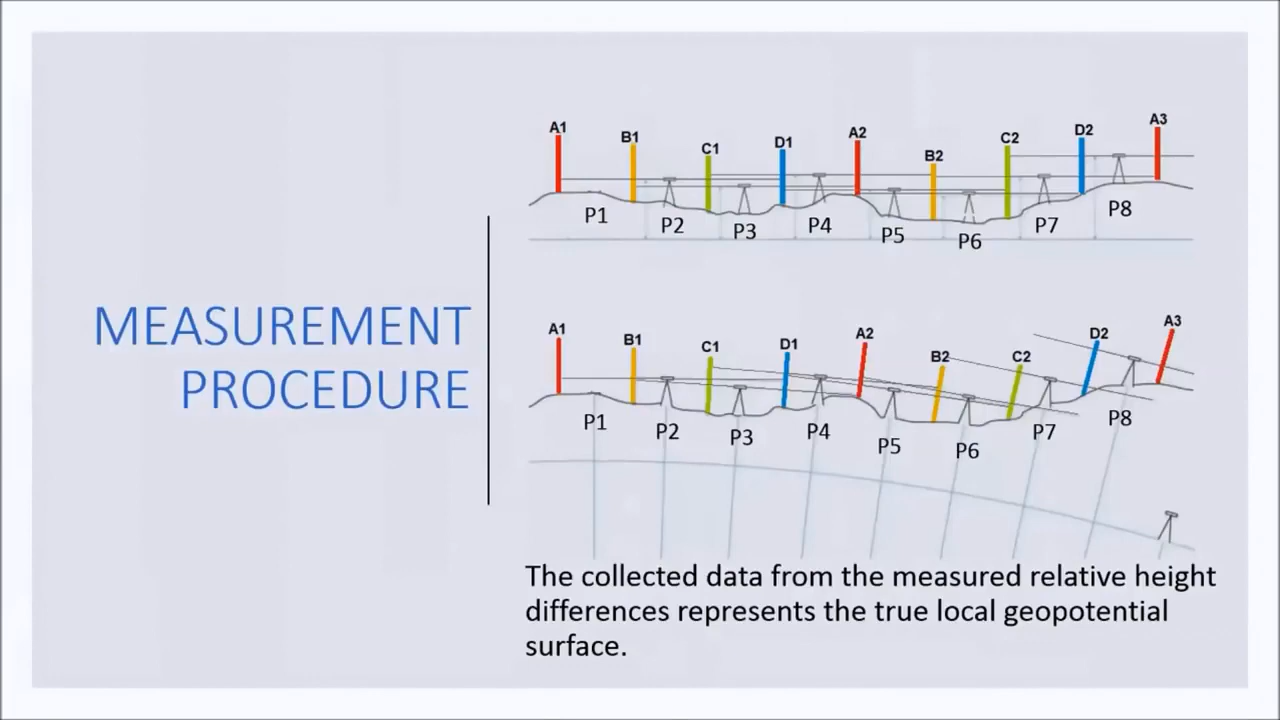 MEASUREMENT
PROCEDURE
A1 B1 C1 D1 A2 B2 C2 D2 A3
P1 P2 P3 P4 P5 P6 P7 P8
A1 B1 C1 D1 A2 B2 C2 D2 A3
P1 P2 P3 P4 P5 P6 P7 P8
The collected data from the measured relative height
differences represents the true local geopotential
surface.